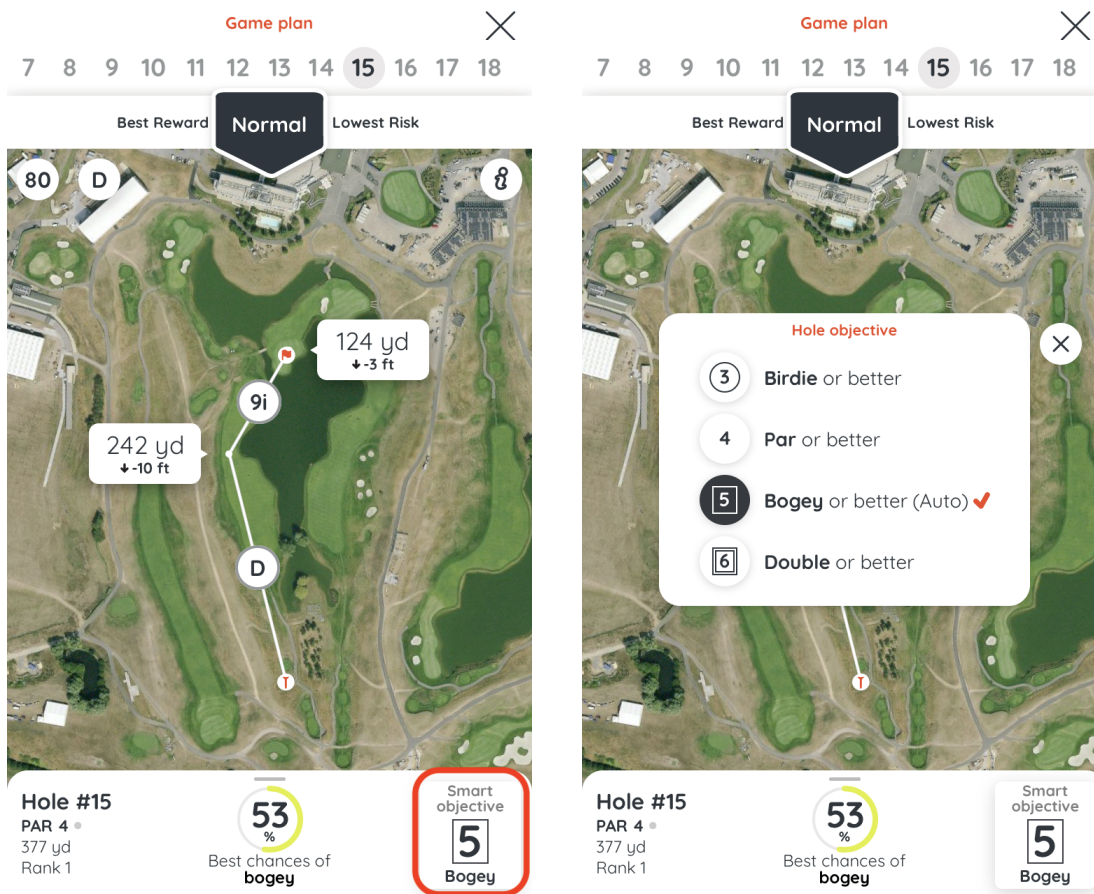 Game plan
7 8 9 10 11 12 13 14 15 16 17 18
Best Reward Normal Lowest Risk
80 D
124 yd
-3 ft
9i
242 yd
-10 ft
D
Hole #15
PAR 4
377 yd
Rank 1
53
%
Best chances of
bogey
Smart
objective
5
Bogey
Game plan
7 8 9 10 11 12 13 14 15 16 17 18
Best Reward Normal Lowest Risk
Hole objective
3 Birdie or better
4 Par or better
5 Bogey or better (Auto)
6 Double or better
Hole #15
PAR 4
377 yd
Rank 1
53
%
Best chances of
bogey
Smart
objective
5
Bogey